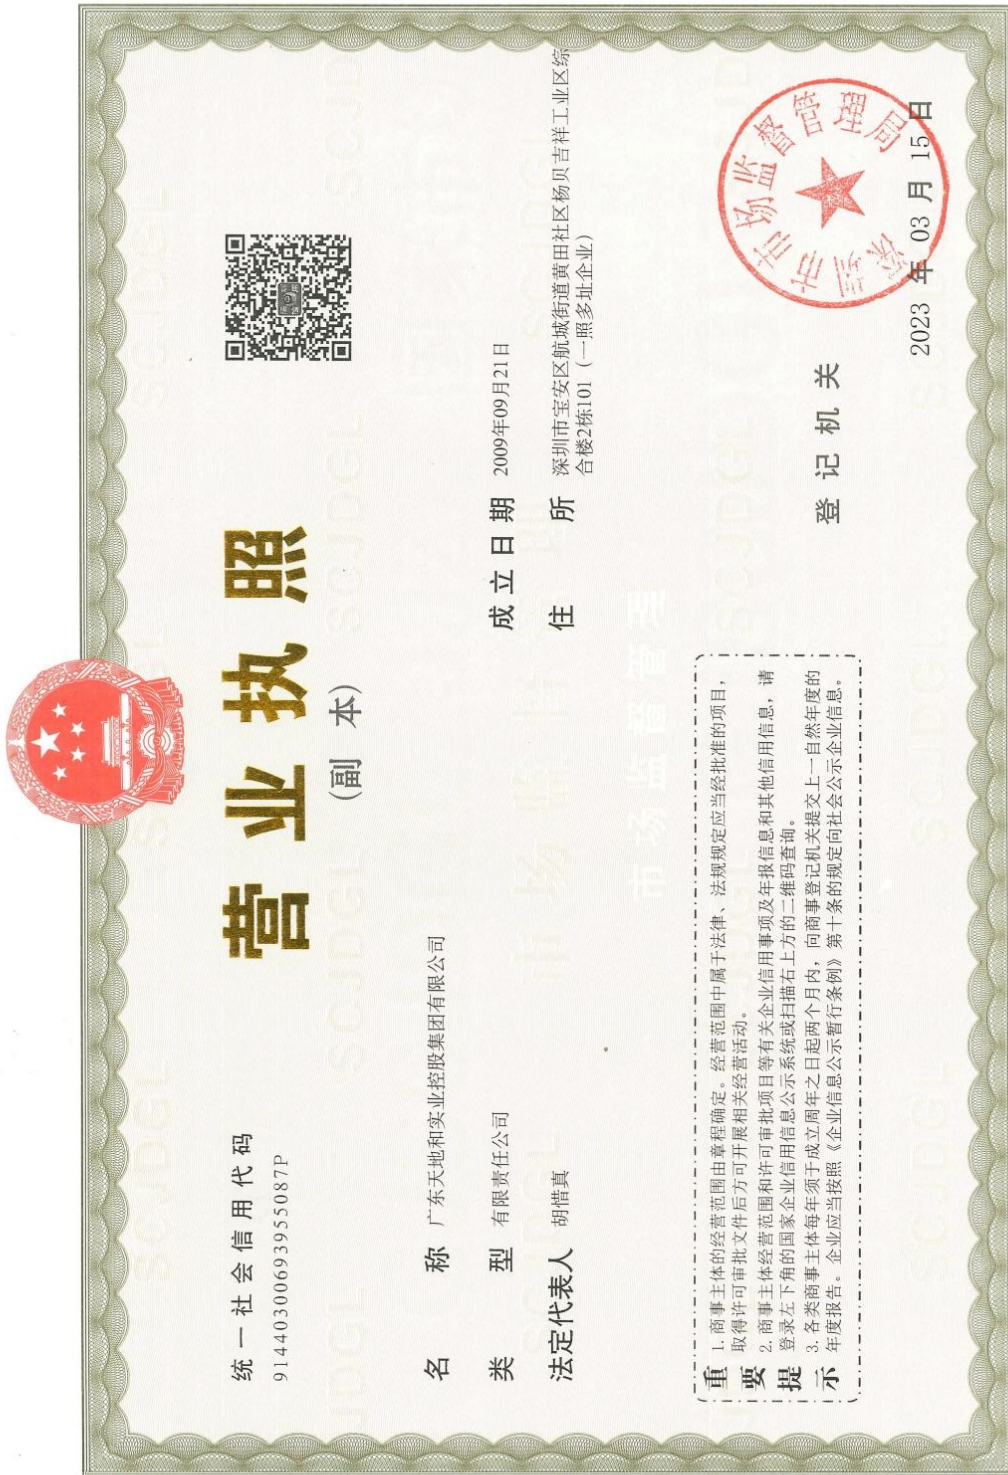 营业执照
(副本)
统一社会信用代码
91440300693955087P
名称 广东天地和实业控股集团有限公司
类型 有限责任公司
法定代表人 胡惜真
成立日期 2009年09月21日
住所 深圳市宝安区航城街道黄田社区杨贝吉祥工业区综
合楼2栋101(一照多址企业)
重要提示
1. 商事主体的经营范围由章程确定。经营范围中属于法律、法规规定应当经批准的项目,
取得许可审批文件后方可开展相关经营活动。
2. 商事主体经营范围和许可审批项目等有关企业信用事项及年报信息和其他信用信息,请
登录左下角的国家企业信用信息公示系统或扫描右上方的二维码查询。
3. 各类商事主体每年须于成立周年之日起两个月内,向商事登记机关提交上一自然年度的
年度报告。企业应当按照《企业信息公示暂行条例》第十条的规定向社会公示企业信息。
登记机关
深圳市市场监督管理局
2023 年 03 月 15 日
市场监督管理
SCJDGL